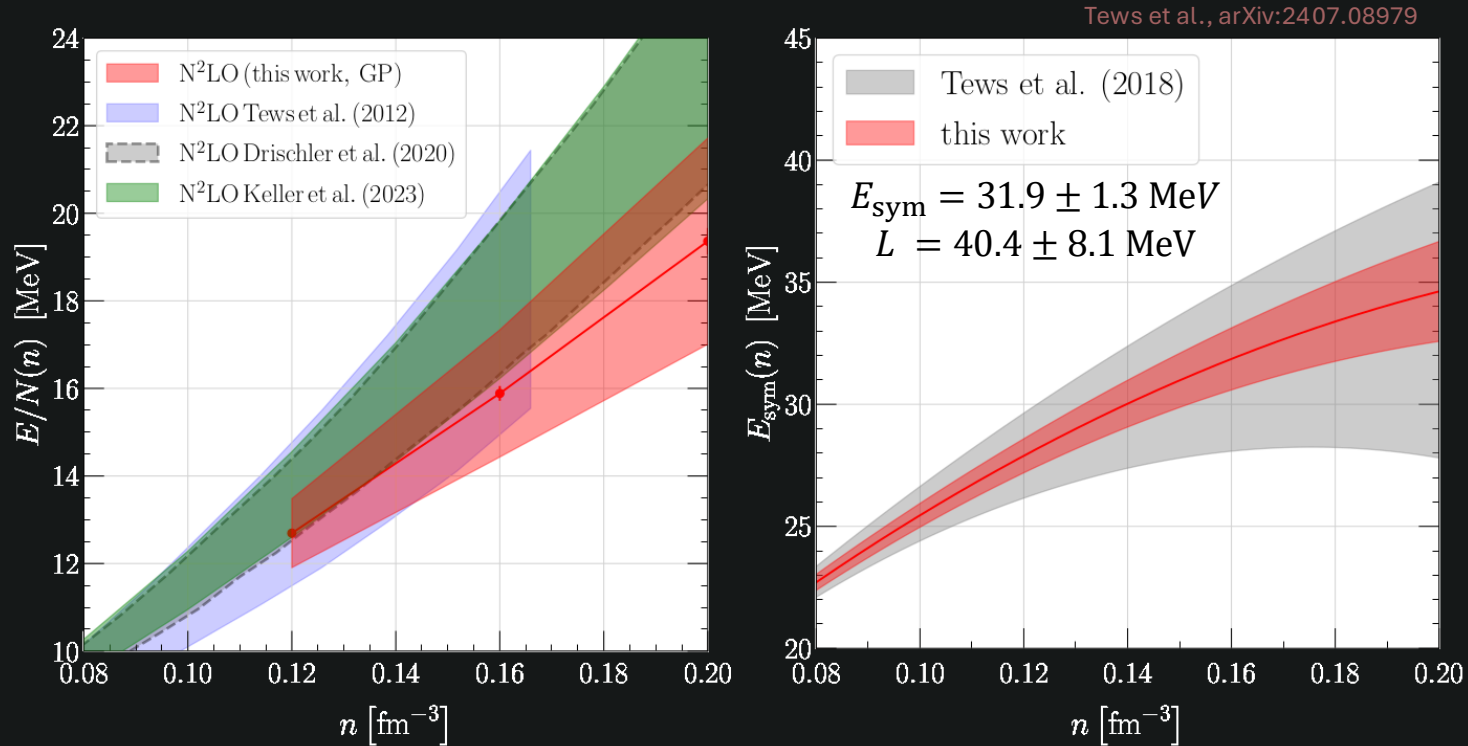 Tews et al., arXiv:2407.08979
24
22
20
18
16
14
12
10
E/N(n) [MeV]
N²LO (this work, GP)
N²LO Tews et al. (2012)
N²LO Drischler et al. (2020)
N²LO Keller et al. (2023)
0.08 0.10 0.12 0.14 0.16 0.18 0.20
n [fm⁻³]
45
40
35
30
25
20
E_sym(n) [MeV]
Tews et al. (2018)
this work
E_sym = 31.9 ± 1.3 MeV
L = 40.4 ± 8.1 MeV
0.08 0.10 0.12 0.14 0.16 0.18 0.20
n [fm⁻³]